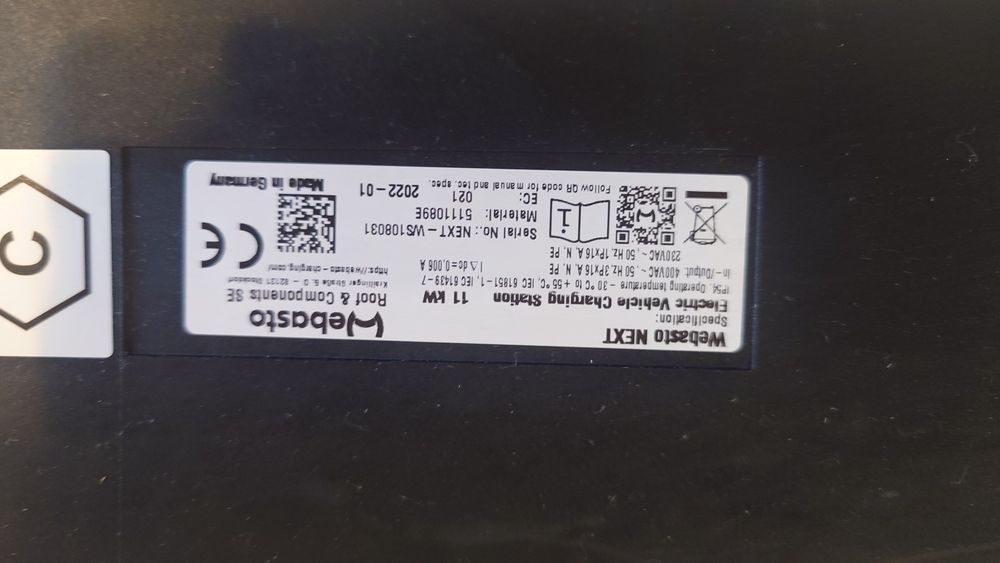 Webasto NEXT
Specification:
Electric Vehicle Charging Station 11 kW
IP54, Operating temperature - 30 °C to + 55 °C, IEC 61851-1, IEC 61439-7
In-/Output: 400VAC ~, 50 Hz, 3Px16 A, N, PE
230VAC ~, 50 Hz, 1Px16 A, N, PE
I△dc=0.006 A
Serial No.: NEXT-WS108031
Material: 5111089E
EC: 021 2022-01
Follow QR code for manual and tec. spec.
i
Webasto
Roof & Components SE
Kraillinger Straße 5, D - 82131 Stockdorf
https://webasto-charging.com/
CE
Made in Germany
C